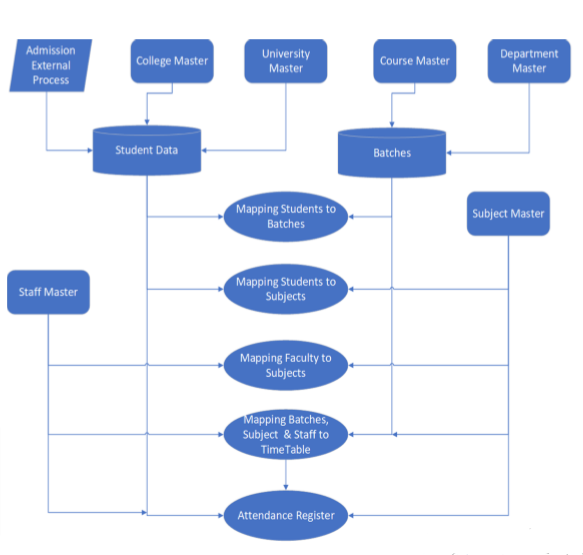 Admission
External
Process
College Master
University
Master
Course Master
Department
Master
Student Data
Batches
Mapping Students to
Batches
Subject Master
Mapping Students to
Subjects
Staff Master
Mapping Faculty to
Subjects
Mapping Batches,
Subject & Staff to
TimeTable
Attendance Register